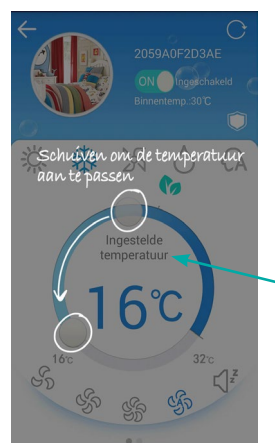 2059A0F2D3AE
ON Ingeschakeld
Binnentemp.:30℃
Schuiven om de temperatuur
aan te passen
A
Ingestelde
temperatuur
16℃
16℃ 32℃
z z